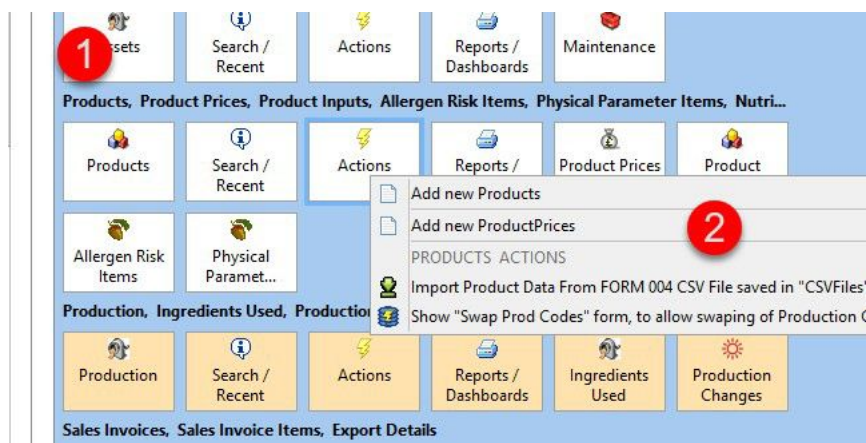 1
ssets
Search /
Recent
Actions
Reports /
Dashboards
Maintenance
Products, Product Prices, Product Inputs, Allergen Risk Items, Physical Parameter Items, Nutri...
Products
Search /
Recent
Actions
Reports /
Product Prices
Product
Add new Products
Add new ProductPrices
2
PRODUCTS ACTIONS
Import Product Data From FORM 004 CSV File saved in "CSVFiles"
Show "Swap Prod Codes" form, to allow swaping of Production
Allergen Risk
Items
Physical
Paramet...
Production, Ingredients Used, Production
Production
Search /
Recent
Actions
Reports /
Dashboards
Ingredients
Used
Production
Changes
Sales Invoices, Sales Invoice Items, Export Details